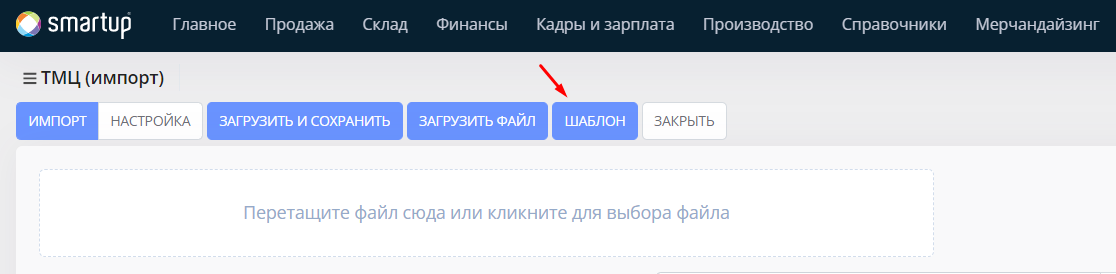 smartup Главное Продажа Склад Финансы Кадры и зарплата Производство Справочники Мерчандайзинг
ТМЦ (импорт)
ИМПОРТ НАСТРОЙКА ЗАГРУЗИТЬ И СОХРАНИТЬ ЗАГРУЗИТЬ ФАЙЛ ШАБЛОН ЗАКРЫТЬ
Перетащите файл сюда или кликните для выбора файла